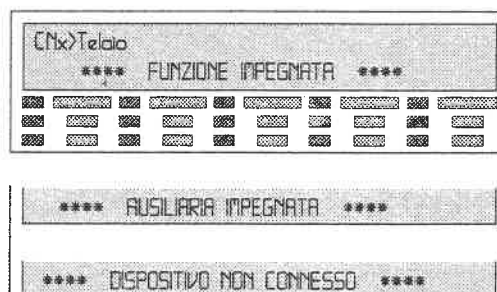 CNx>Telaio
**** FUNZIONE IMPEGNATA ****
**** AUSILIARIA IMPEGNATA ****
**** DISPOSITIVO NON CONNESSO ****